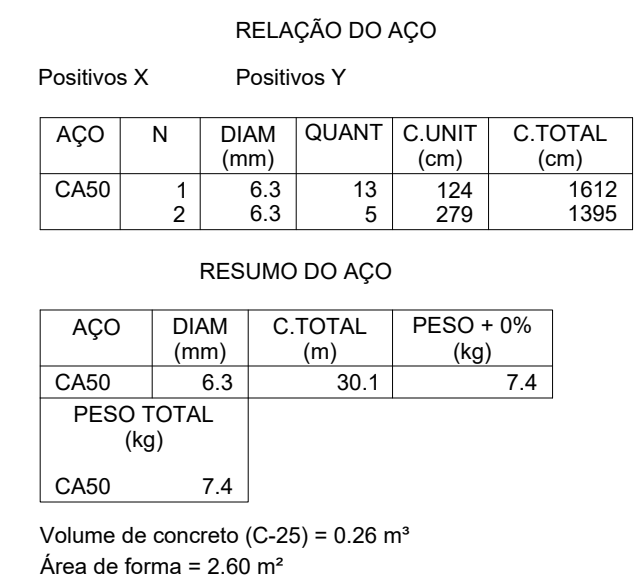 RELAÇÃO DO AÇO
Positivos X Positivos Y
AÇO N DIAM QUANT C.UNIT C.TOTAL
(mm) (cm) (cm)
CA50 1 6.3 13 124 1612
2 6.3 5 279 1395
RESUMO DO AÇO
AÇO DIAM C.TOTAL PESO + 0%
(mm) (m) (kg)
CA50 6.3 30.1 7.4
PESO TOTAL
(kg)
CA50 7.4
Volume de concreto (C-25) = 0.26 m³
Área de forma = 2.60 m²